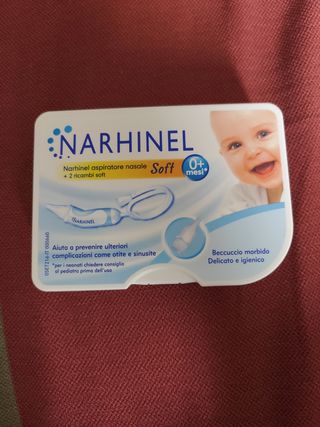 NARHINEL
Narhinel aspiratore nasale Soft
+ 2 ricambi soft
0+
mesi*
NARHINEL
Aiuta a prevenire ulteriori
complicazioni come otite e sinusite
*per i neonati chiedere consiglio
al pediatra prima dell'uso
Beccuccio morbido
Delicato e igienico